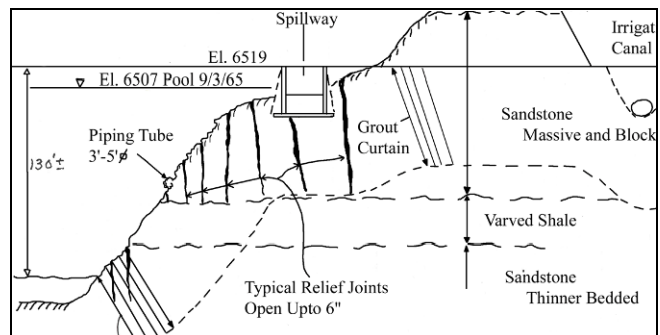 Spillway
El. 6519
Irrigat
Canal
El. 6507 Pool 9/3/65
Grout
Curtain
Sandstone
Massive and Block
Piping Tube
3'-5'ϕ
130'±
Varved Shale
Typical Relief Joints
Open Upto 6"
Sandstone
Thinner Bedded